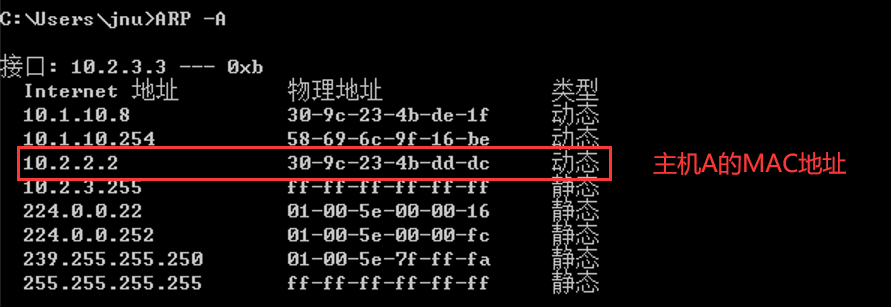 C:\Users\jnu>ARP -A
接口: 10.2.3.3 --- 0xb
Internet 地址 物理地址 类型
10.1.10.8 30-9c-23-4b-de-1f 动态
10.1.10.254 58-69-6c-9f-16-be 动态
10.2.2.2 30-9c-23-4b-dd-dc 动态 主机A的MAC地址
10.2.3.255 ff-ff-ff-ff-ff-ff 静态
224.0.0.22 01-00-5e-00-00-16 静态
224.0.0.252 01-00-5e-00-00-fc 静态
239.255.255.250 01-00-5e-7f-ff-fa 静态
255.255.255.255 ff-ff-ff-ff-ff-ff 静态